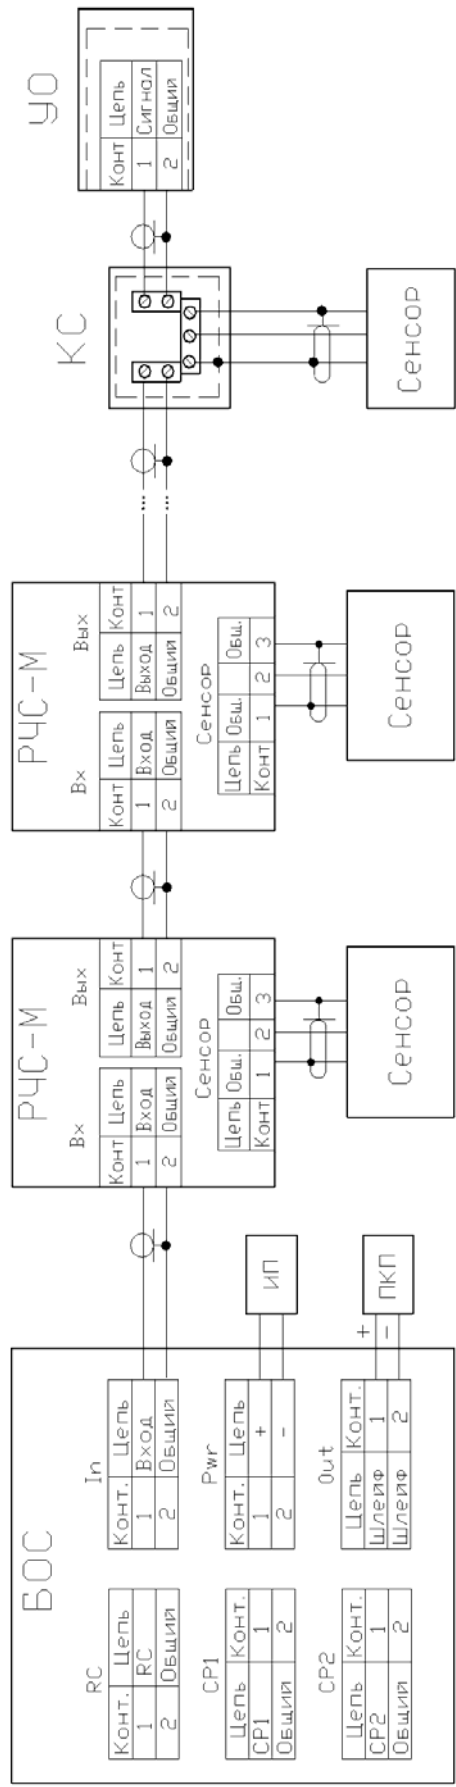 БОС
RC
Конт. Цепь
1 RC
2 Общий
In
Конт. Цепь
1 Вход
2 Общий
CP1
Цепь Конт.
CP1 1
Общий 2
Pwr
Конт. Цепь
1 +
2 -
ИП
CP2
Цепь Конт.
CP2 1
Общий 2
Out
Цепь Конт.
Шлейф 1
Шлейф 2
+
-
ПКП
РЧС-М
Вх
Конт Цепь
1 Вход
2 Общий
Вых
Цепь Конт
Выход 1
Общий 2
Сенсор
Цепь Общ. Общ.
Конт 1 2 3
Сенсор
РЧС-М
Вх
Конт Цепь
1 Вход
2 Общий
Вых
Цепь Конт
Выход 1
Общий 2
Сенсор
Цепь Общ. Общ.
Конт 1 2 3
Сенсор
...
...
КС
Сенсор
УО
Конт Цепь
1 Сигнал
2 Общий